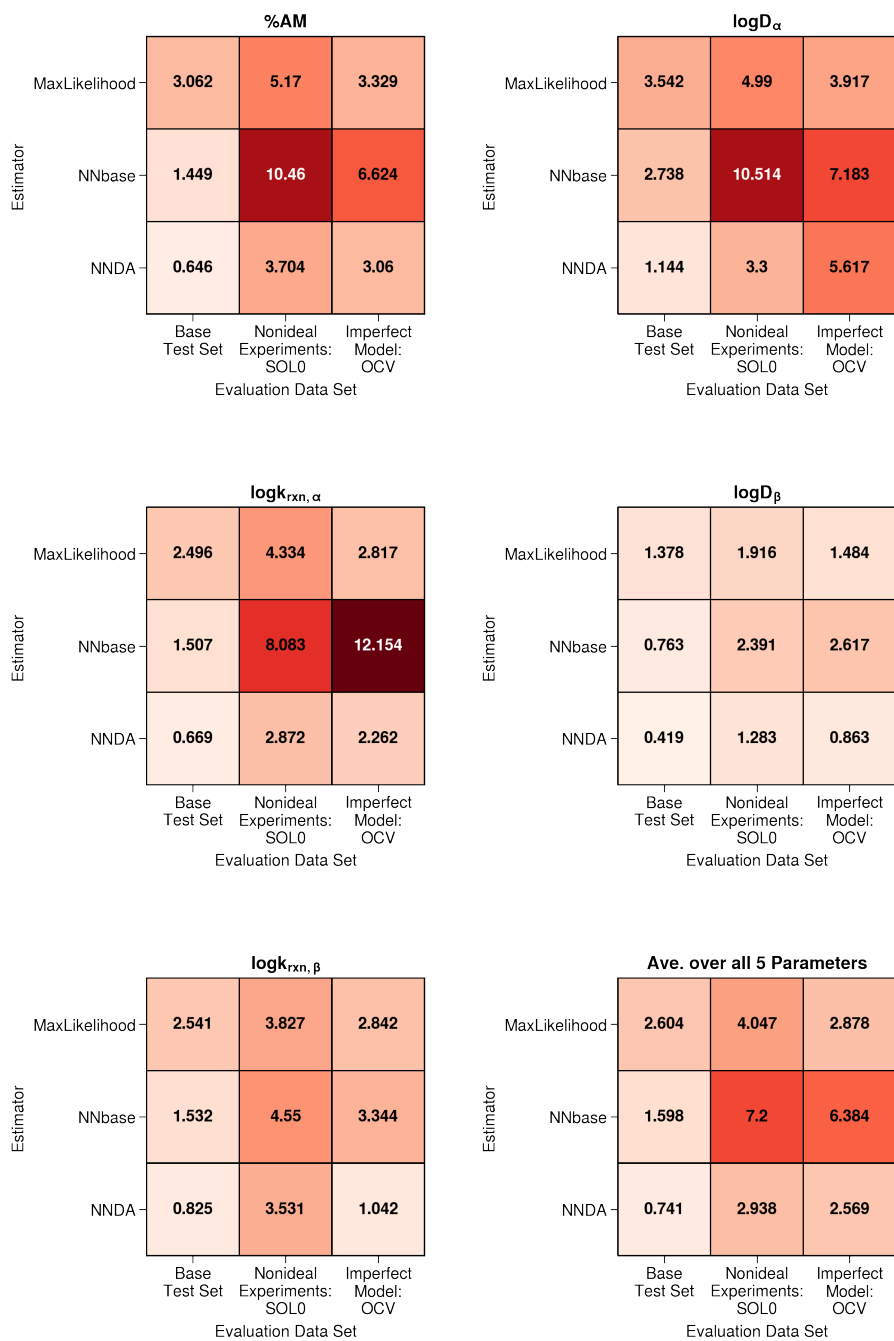 %AM
Estimator
MaxLikelihood 3.062 5.17 3.329
NNbase 1.449 10.46 6.624
NNDA 0.646 3.704 3.06
Base Nonideal Imperfect
Test Set Experiments: Model:
SOL0 OCV
Evaluation Data Set
logDα
Estimator
MaxLikelihood 3.542 4.99 3.917
NNbase 2.738 10.514 7.183
NNDA 1.144 3.3 5.617
Base Nonideal Imperfect
Test Set Experiments: Model:
SOL0 OCV
Evaluation Data Set
logkrxn, α
Estimator
MaxLikelihood 2.496 4.334 2.817
NNbase 1.507 8.083 12.154
NNDA 0.669 2.872 2.262
Base Nonideal Imperfect
Test Set Experiments: Model:
SOL0 OCV
Evaluation Data Set
logDβ
Estimator
MaxLikelihood 1.378 1.916 1.484
NNbase 0.763 2.391 2.617
NNDA 0.419 1.283 0.863
Base Nonideal Imperfect
Test Set Experiments: Model:
SOL0 OCV
Evaluation Data Set
logkrxn, β
Estimator
MaxLikelihood 2.541 3.827 2.842
NNbase 1.532 4.55 3.344
NNDA 0.825 3.531 1.042
Base Nonideal Imperfect
Test Set Experiments: Model:
SOL0 OCV
Evaluation Data Set
Ave. over all 5 Parameters
Estimator
MaxLikelihood 2.604 4.047 2.878
NNbase 1.598 7.2 6.384
NNDA 0.741 2.938 2.569
Base Nonideal Imperfect
Test Set Experiments: Model:
SOL0 OCV
Evaluation Data Set